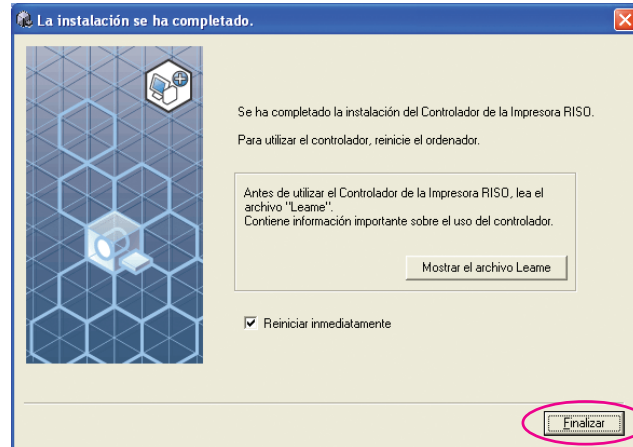 La instalación se ha completado.
Se ha completado la instalación del Controlador de la Impresora RISO.
Para utilizar el controlador, reinicie el ordenador.
Antes de utilizar el Controlador de la Impresora RISO, lea el
archivo "Leame".
Contiene información importante sobre el uso del controlador.
Mostrar el archivo Leame
Reiniciar inmediatamente
Finalizar